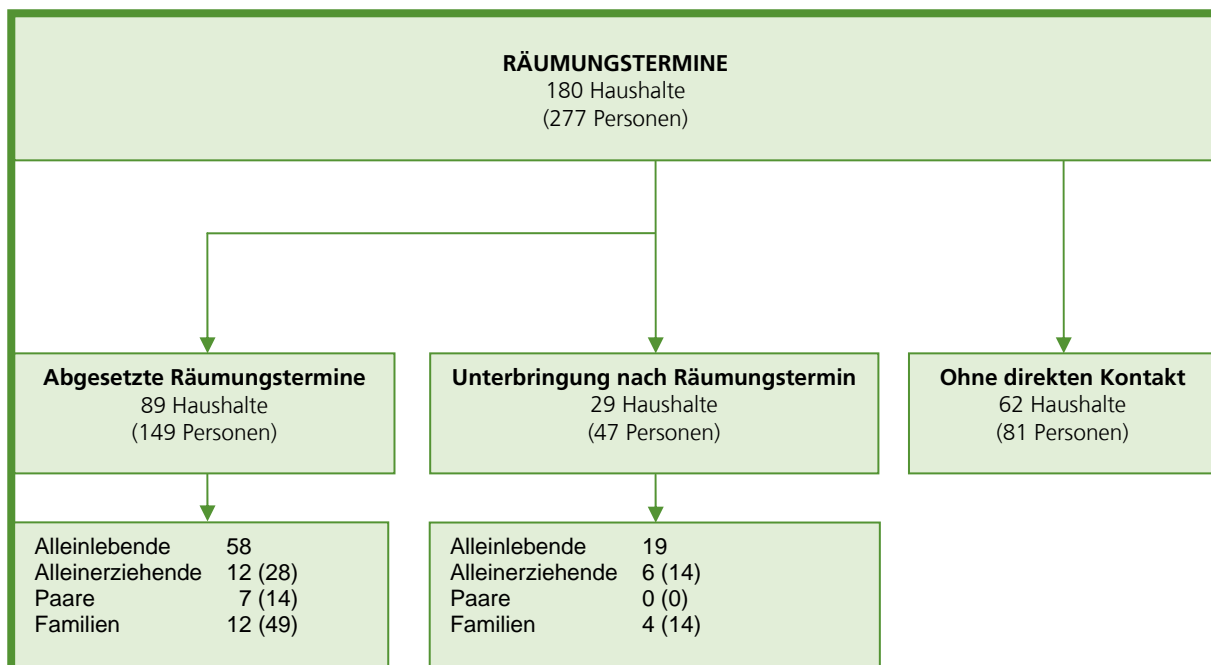 RÄUMUNGSTERMINE
180 Haushalte
(277 Personen)
Abgesetzte Räumungstermine
89 Haushalte
(149 Personen)
Unterbringung nach Räumungstermin
29 Haushalte
(47 Personen)
Ohne direkten Kontakt
62 Haushalte
(81 Personen)
Alleinlebende 58
Alleinerziehende 12 (28)
Paare 7 (14)
Familien 12 (49)
Alleinlebende 19
Alleinerziehende 6 (14)
Paare 0 (0)
Familien 4 (14)